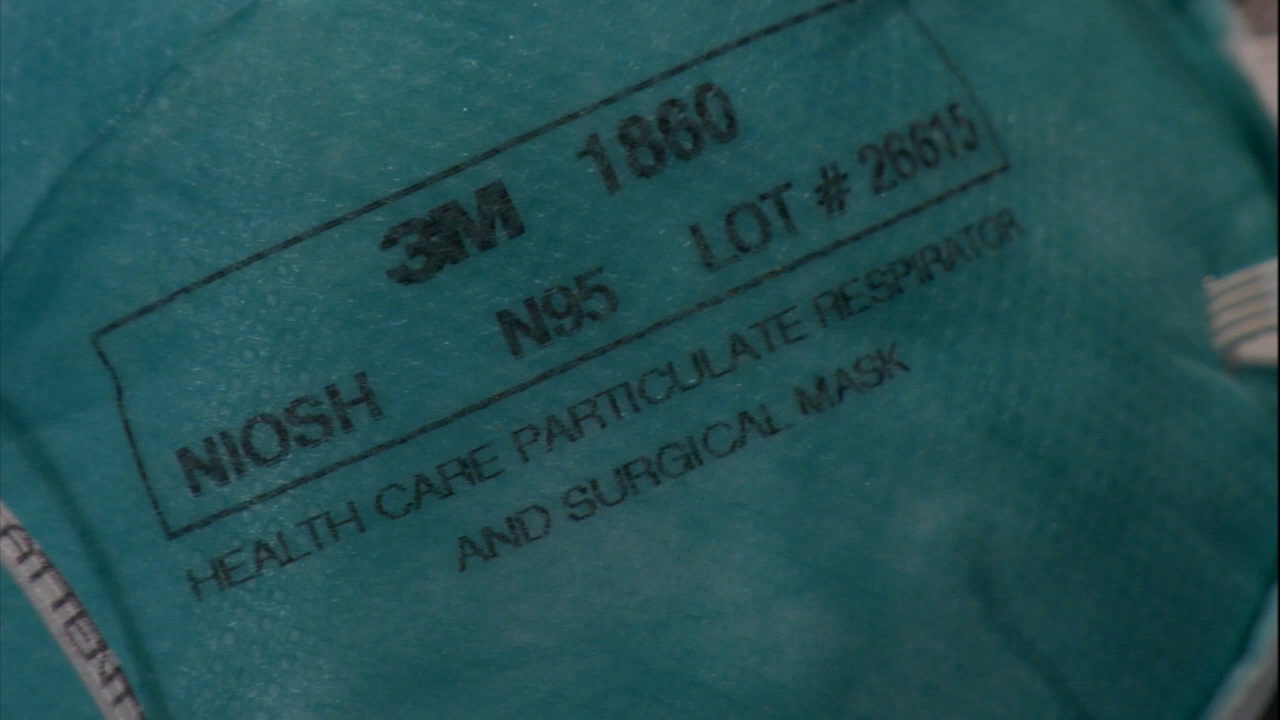 3M 1860
NIOSH N95 LOT # 26615
HEALTH CARE PARTICULATE RESPIRATOR
AND SURGICAL MASK